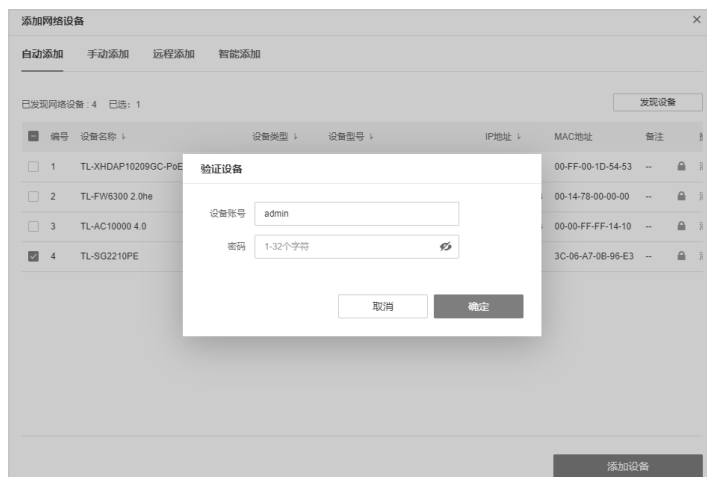 添加网络设备
自动添加 手动添加 远程添加 智能添加
已发现网络设备：4 已选：1 发现设备
编号 设备名称 设备类型 设备型号 IP地址 MAC地址 备注
1 TL-XHDAP10209GC-PoE 00-FF-00-1D-54-53 --
2 TL-FW6300 2.0he 00-14-78-00-00-00 --
3 TL-AC10000 4.0 00-00-FF-FF-14-10 --
4 TL-SG2210PE 3C-06-A7-0B-96-E3 --
验证设备
设备账号 admin
密码 1-32个字符
取消 确定
添加设备